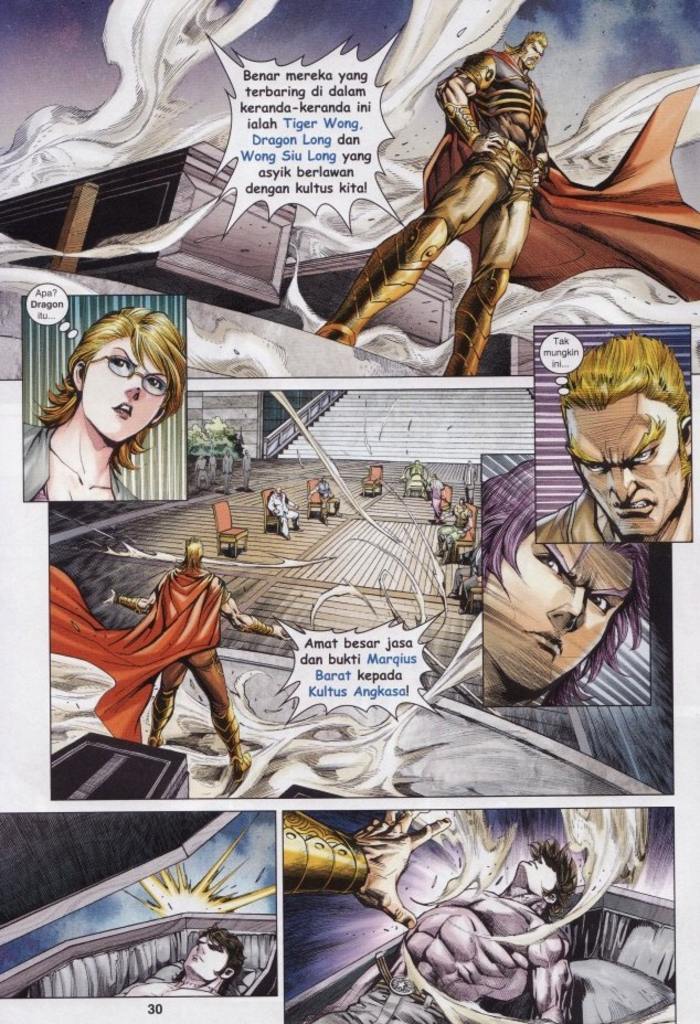 Benar mereka yang
terbaring di dalam
keranda-keranda ini
ialah Tiger Wong,
Dragon Long dan
Wong Siu Long yang
asyik berlawan
dengan kultus kita!
Apa?
Dragon
itu...
Tak
mungkin
ini...
Amat besar jasa
dan bukti Marqius
Barat kepada
Kultus Angkasa!
30